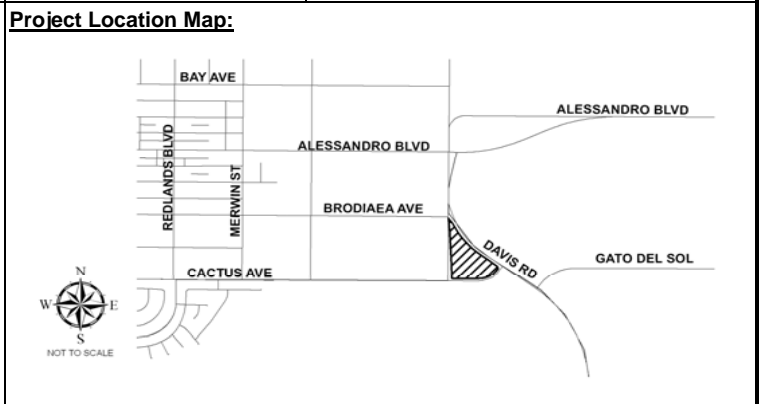 Project Location Map:
BAY AVE
ALESSANDRO BLVD
ALESSANDRO BLVD
REDLANDS BLVD
MERWIN ST
BRODIAEA AVE
DAVIS RD
GATO DEL SOL
CACTUS AVE
N
W E
S
NOT TO SCALE